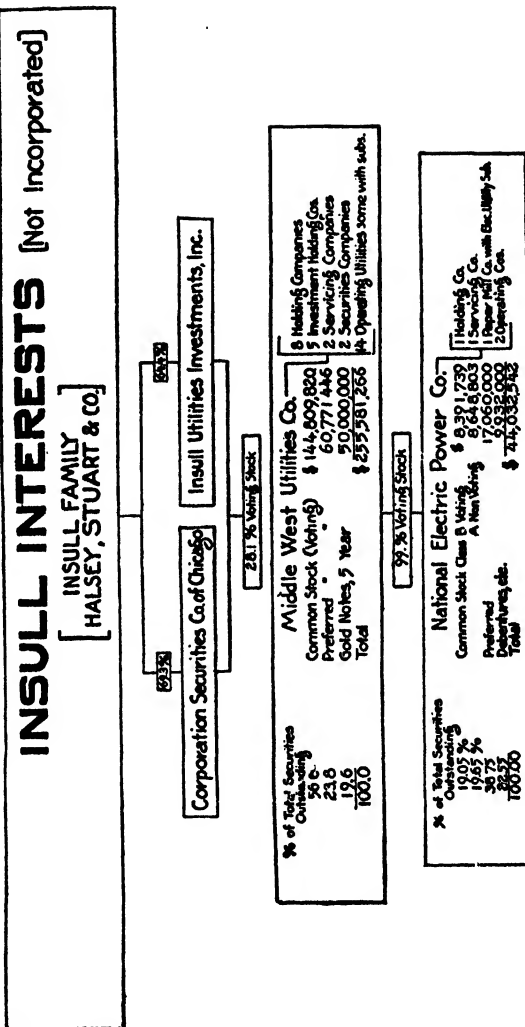 INSULL INTERESTS [Not Incorporated]
INSULL FAMILY
HALSEY, STUART & CO.
69.3%
64.4%
Corporation Securities Co. of Chicago
Insull Utilities Investments, Inc.
28.1 % Voting Stock
Middle West Utilities Co.
% of Total Securities
Outstanding
56 6 Common Stock (Voting) $ 144,809,820
23.8 Preferred " 60,771 446
19.6 Gold Notes, 5 Year 50,000,000
100.0 Total $ 255,581,266
8 Holding Companies
5 Investment Holding Cos.
2 Servicing Companies
2 Securities Companies
14 Operating Utilities some with subs.
99.% Voting Stock
National Electric Power Co.
% of Total Securities
Outstanding
19.05 % Common Stock Class B Voting $ 8,391,739
19.65 % A Non Voting 8,648,803
38 75 Preferred 17,060,000
Debentures, etc. 9,932,000
100.00 Total $ 44,032,542
1 Holding Co.
1 Servicing Co.
1 Paper Mill Co. with Elec. Utility Sub.
2 Operating Cos.